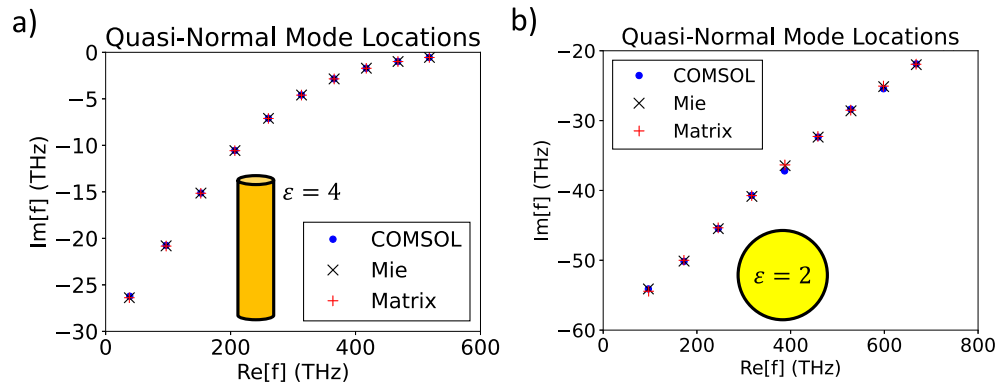 a)
Quasi-Normal Mode Locations
0
−5
−10
−15
−20
−25
−30
Im[f] (THz)
ε = 4
COMSOL
Mie
Matrix
0
200
400
600
Re[f] (THz)
b)
Quasi-Normal Mode Locations
−20
−30
−40
−50
−60
Im[f] (THz)
COMSOL
Mie
Matrix
ε = 2
0
200
400
600
800
Re[f] (THz)